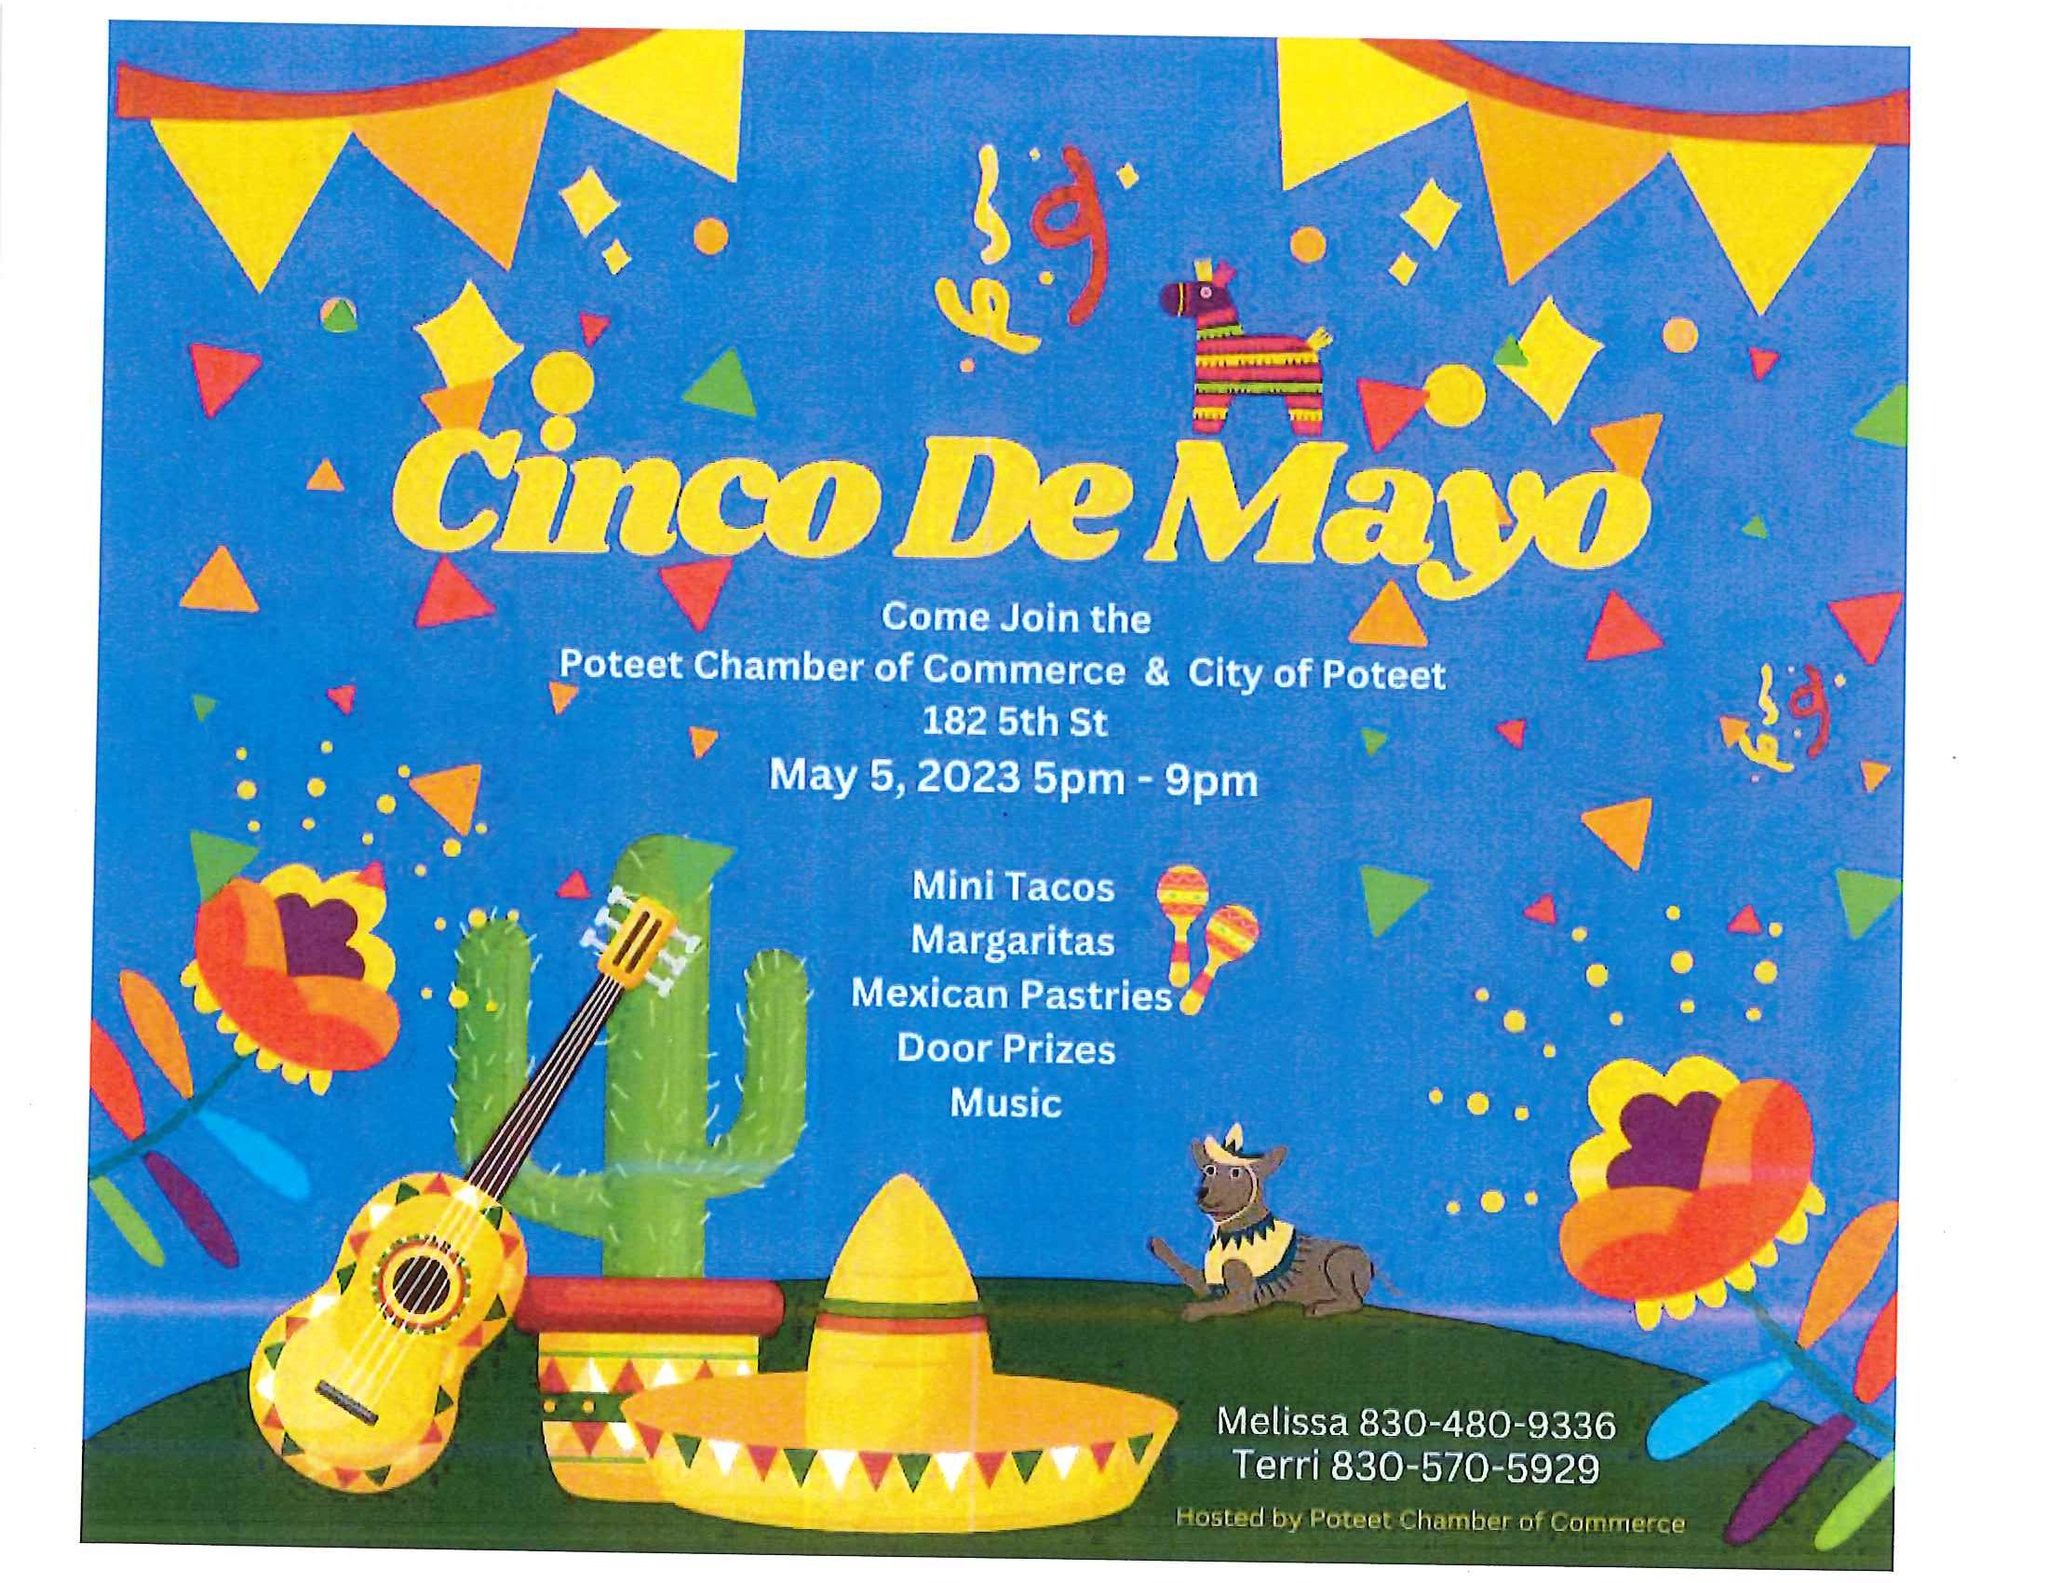 Cinco De Mayo
Come Join the
Poteet Chamber of Commerce & City of Poteet
182 5th St
May 5, 2023 5pm - 9pm
Mini Tacos
Margaritas
Mexican Pastries
Door Prizes
Music
Melissa 830-480-9336
Terri 830-570-5929
Hosted by Poteet Chamber of Commerce